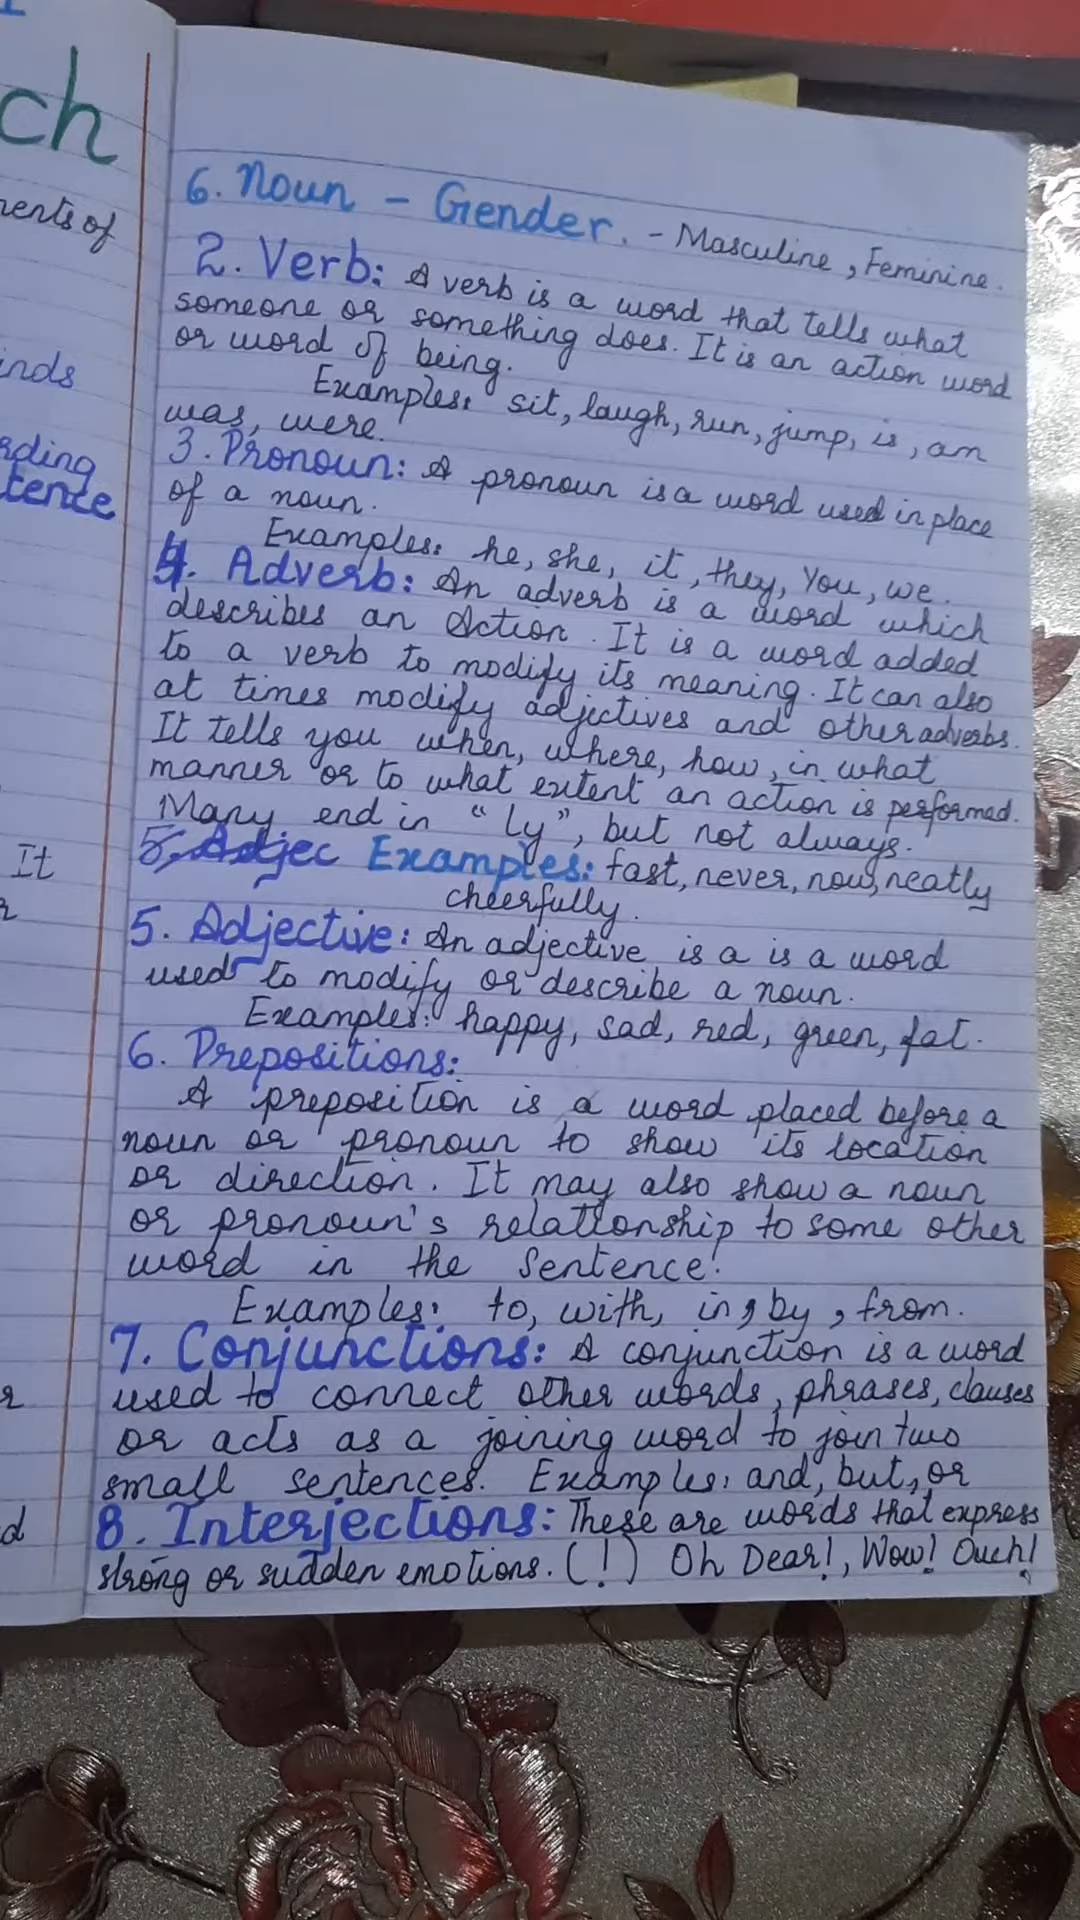 ch
of
It
6. Noun - Gender. - Masculine, Feminine.
2. Verb: A verb is a word that tells what
someone or something does. It is an action word
or word of being.
Examples: sit, laugh, run, jump, is, am
was, were.
3. Pronoun: A pronoun is a word used in place
of a noun.
Examples: he, she, it, they, You, we.
4. Adverb: An adverb is a word which
describes an Action. It is a word added
to a verb to modify its meaning. It can also
at times modify adjectives and other adverbs.
It tells you when, where, how, in what
manner or to what extent an action is performed.
Many end in "ly", but not always.
5. Adjec Examples: fast, never, now, neatly
cheerfully.
5. Adjective: An adjective is a is a word
used to modify or describe a noun.
Examples: happy, sad, red, green, fat.
6. Prepositions:
A preposition is a word placed before a
noun or pronoun to show its location
or direction. It may also show a noun
or pronoun's relationship to some other
word in the Sentence.
Examples: to, with, in, by, from.
7. Conjunctions: A conjunction is a word
used to connect other words, phrases, clauses
or acts as a joining word to join two
small sentences. Examples: and, but, or
8. Interjections: These are words that express
strong or sudden emotions. (!) Oh Dear!, Wow! Ouch!